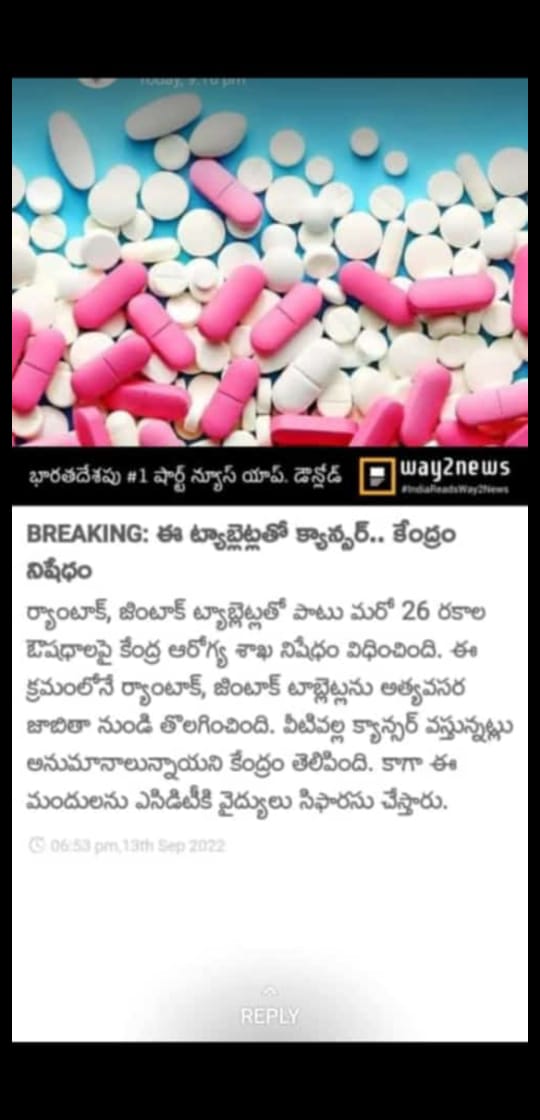 Today, 9:10 pm
భారతదేశపు #1 షార్ట్ న్యూస్ యాప్. డౌన్లోడ్
way2news
#IndiaReadsWay2News
BREAKING: ఈ ట్యాబ్లెట్లతో క్యాన్సర్.. కేంద్రం
నిషేధం
ర్యాంటాక్, జింటాక్ ట్యాబ్లెట్లతో పాటు మరో 26 రకాల
ఔషధాలపై కేంద్ర ఆరోగ్య శాఖ నిషేధం విధించింది. ఈ
క్రమంలోనే ర్యాంటాక్, జింటాక్ టాబ్లెట్లను అత్యవసర
జాబితా నుండి తొలగించింది. వీటివల్ల క్యాన్సర్ వస్తున్నట్లు
అనుమానాలున్నాయని కేంద్రం తెలిపింది. కాగా ఈ
మందులను ఎసిడిటీకి వైద్యులు సిఫారసు చేస్తారు.
06:53 pm,13th Sep 2022
REPLY